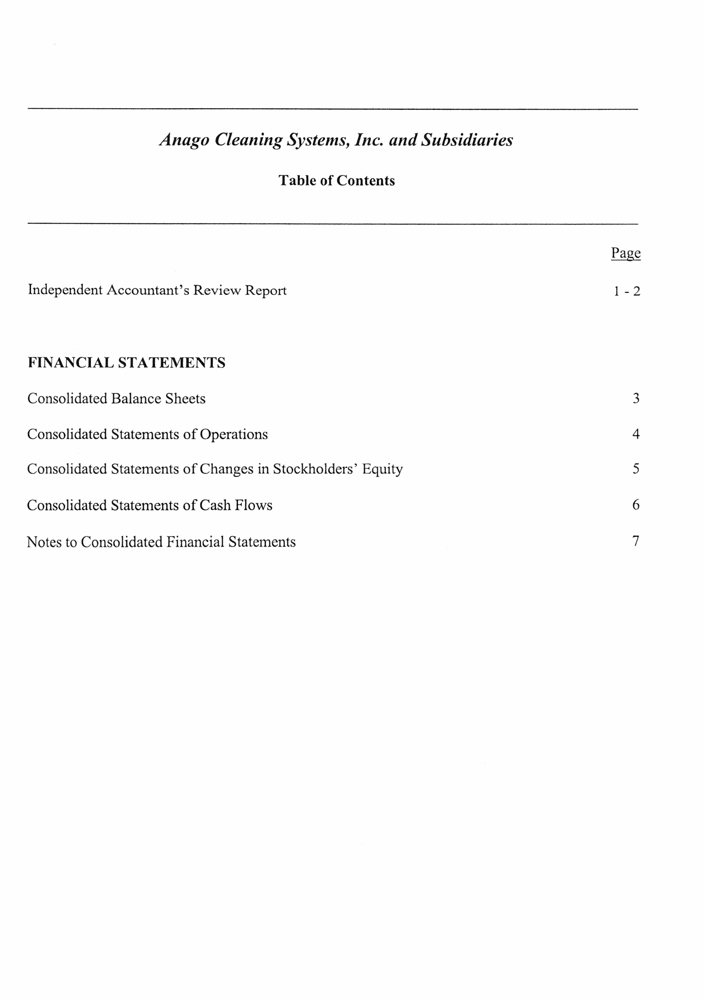 Anago Cleaning Systems, Inc. and Subsidiaries
Table of Contents
Page
Independent Accountant's Review Report 1 - 2
FINANCIAL STATEMENTS
Consolidated Balance Sheets 3
Consolidated Statements of Operations 4
Consolidated Statements of Changes in Stockholders' Equity 5
Consolidated Statements of Cash Flows 6
Notes to Consolidated Financial Statements 7